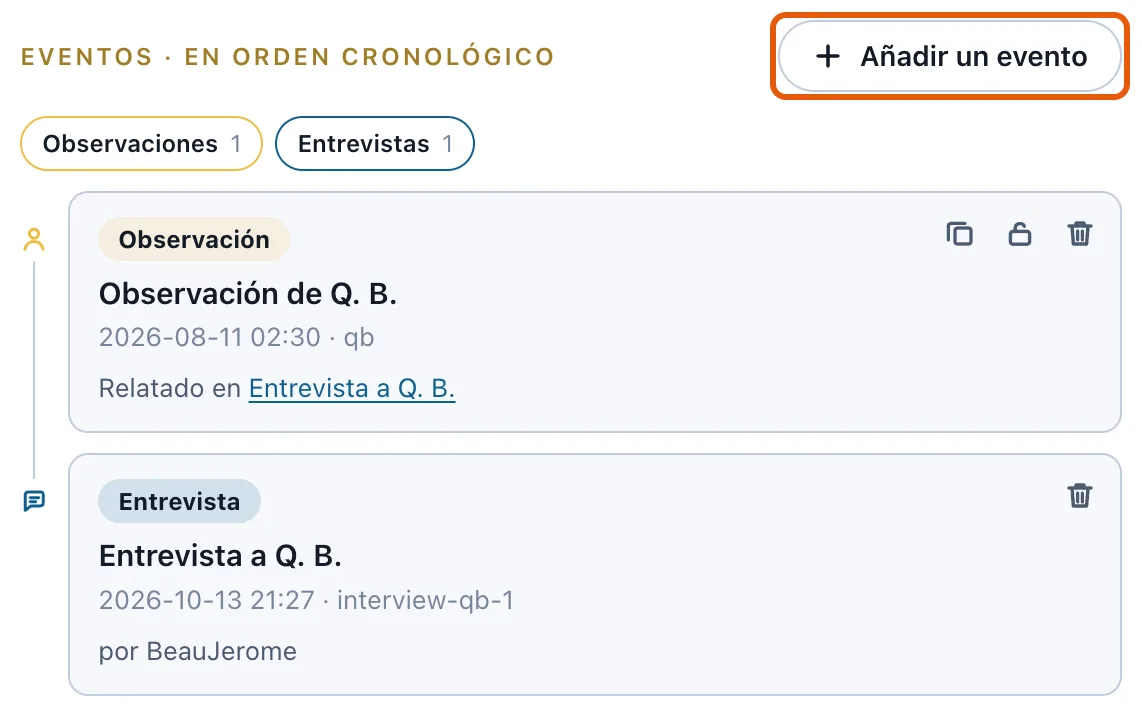 EVENTOS · EN ORDEN CRONOLÓGICO
+ Añadir un evento
Observaciones 1
Entrevistas 1
Observación
Observación de Q. B.
2026-08-11 02:30 · qb
Relatado en Entrevista a Q. B.
Entrevista
Entrevista a Q. B.
2026-10-13 21:27 · interview-qb-1
por BeauJerome